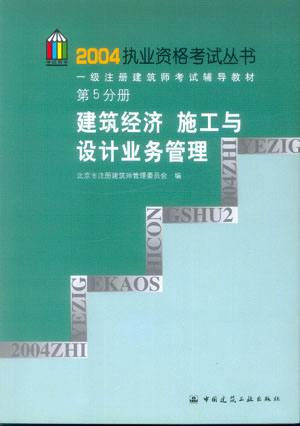 2004执业资格考试丛书
一级注册建筑师考试辅导教材
第5分册
建筑经济 施工与
设计业务管理
北京市注册建筑师管理委员会 编
2004ZHI
YEZIG
HICON
GSHU2
YEZIG
EKAOS
2004ZHI
中国建筑工业出版社